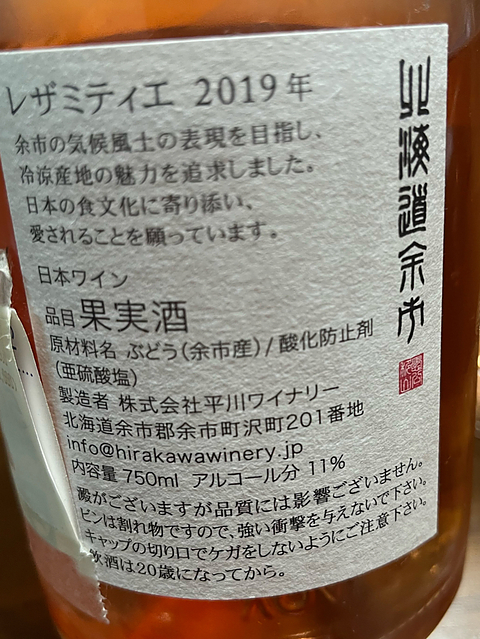 レザミティエ 2019年
余市の気候風土の表現を目指し、
冷涼産地の魅力を追求しました。
日本の食文化に寄り添い、
愛されることを願っています。
日本ワイン
品目 果実酒
原材料名 ぶどう(余市産)/ 酸化防止剤
(亜硫酸塩)
製造者 株式会社平川ワイナリー
北海道余市郡余市町沢町201番地
info@hirakawawinery.jp
内容量 750ml アルコール分 11%
澱がございますが品質には影響ございません。
ビンは割れ物ですので、強い衝撃を与えないで下さい。
キャップの切り口でケガをしないようにご注意下さい。
飲酒は20歳になってから。
北海道余市